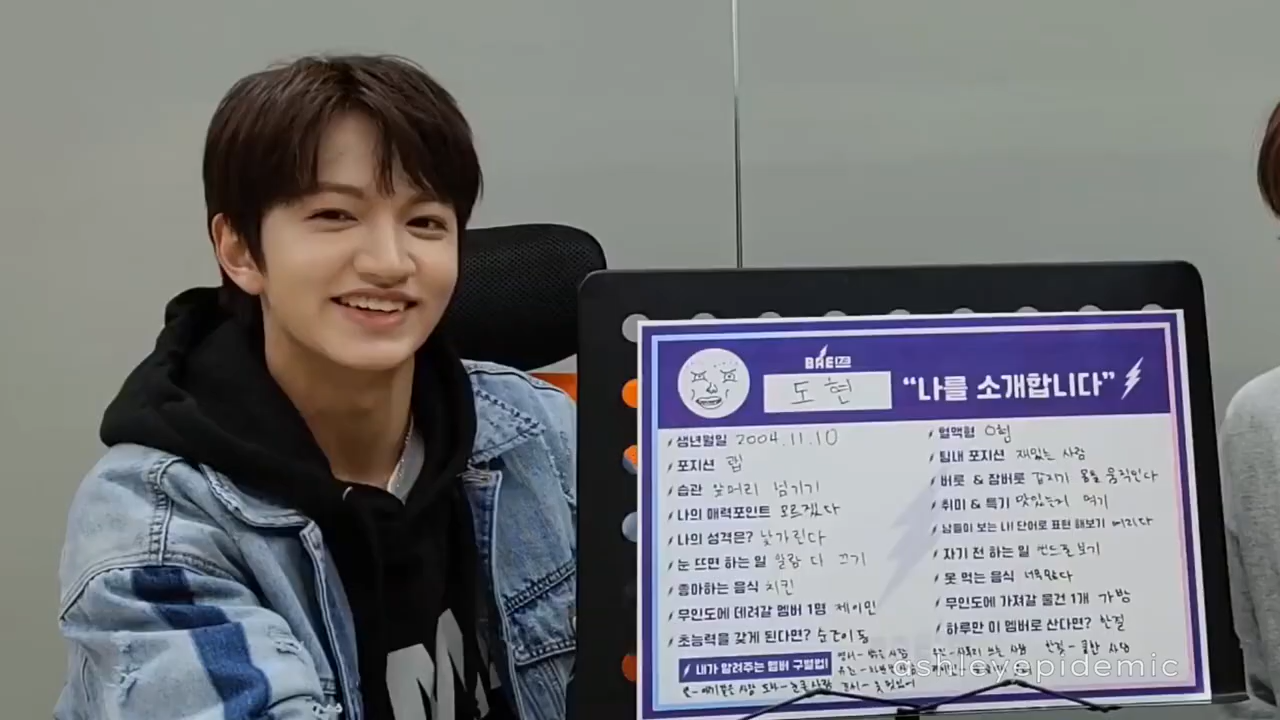 BAE173
도현 “나를 소개합니다”
생년월일 2004.11.10
포지션 랩
습관 앞머리 넘기기
나의 매력포인트 모르겠다
나의 성격은? 낯가린다
눈 뜨면 하는 일 알람 다 끄기
좋아하는 음식 치킨
무인도에 데려갈 멤버 1명 제이민
초능력을 갖게 된다면? 순간이동
혈액형 O형
팀내 포지션 재밌는 사람
버릇 & 잠버릇 갑자기 몸을 움직인다
취미 & 특기 맛있는거 먹기
남들이 보는 나! 단어로 표현 해보기 여리다
자기 전 하는 일 핸드폰 보기
못 먹는 음식 너무많다
무인도에 가져갈 물건 1개 가방
하루만 이 멤버로 산다면? 한결
내가 알려주는 멤버 구별법!
한결 - 사람
ashleyepidemic